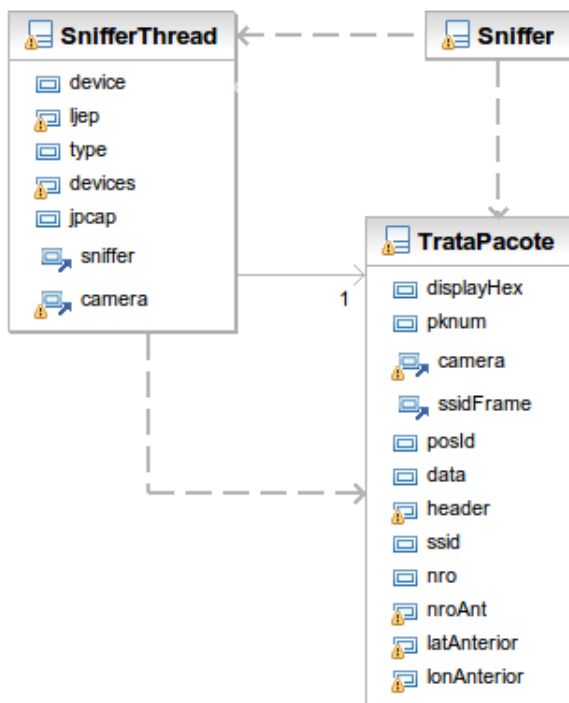 SnifferThread
device
ljep
type
devices
jpcap
sniffer
camera
Sniffer
1
TrataPacote
displayHex
pknum
camera
ssidFrame
posId
data
header
ssid
nro
nroAnt
latAnterior
lonAnterior